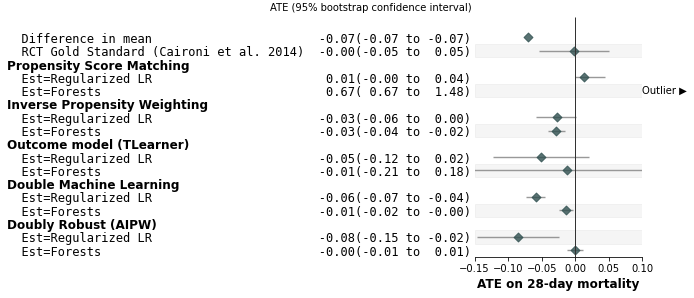 ATE (95% bootstrap confidence interval)
Difference in mean -0.07(-0.07 to -0.07)
RCT Gold Standard (Caironi et al. 2014) -0.00(-0.05 to 0.05)
Propensity Score Matching
Est=Regularized LR 0.01(-0.00 to 0.04)
Est=Forests 0.67( 0.67 to 1.48) Outlier ▶
Inverse Propensity Weighting
Est=Regularized LR -0.03(-0.06 to 0.00)
Est=Forests -0.03(-0.04 to -0.02)
Outcome model (TLearner)
Est=Regularized LR -0.05(-0.12 to 0.02)
Est=Forests -0.01(-0.21 to 0.18)
Double Machine Learning
Est=Regularized LR -0.06(-0.07 to -0.04)
Est=Forests -0.01(-0.02 to -0.00)
Doubly Robust (AIPW)
Est=Regularized LR -0.08(-0.15 to -0.02)
Est=Forests -0.00(-0.01 to 0.01)
−0.15 −0.10 −0.05 0.00 0.05 0.10
ATE on 28-day mortality